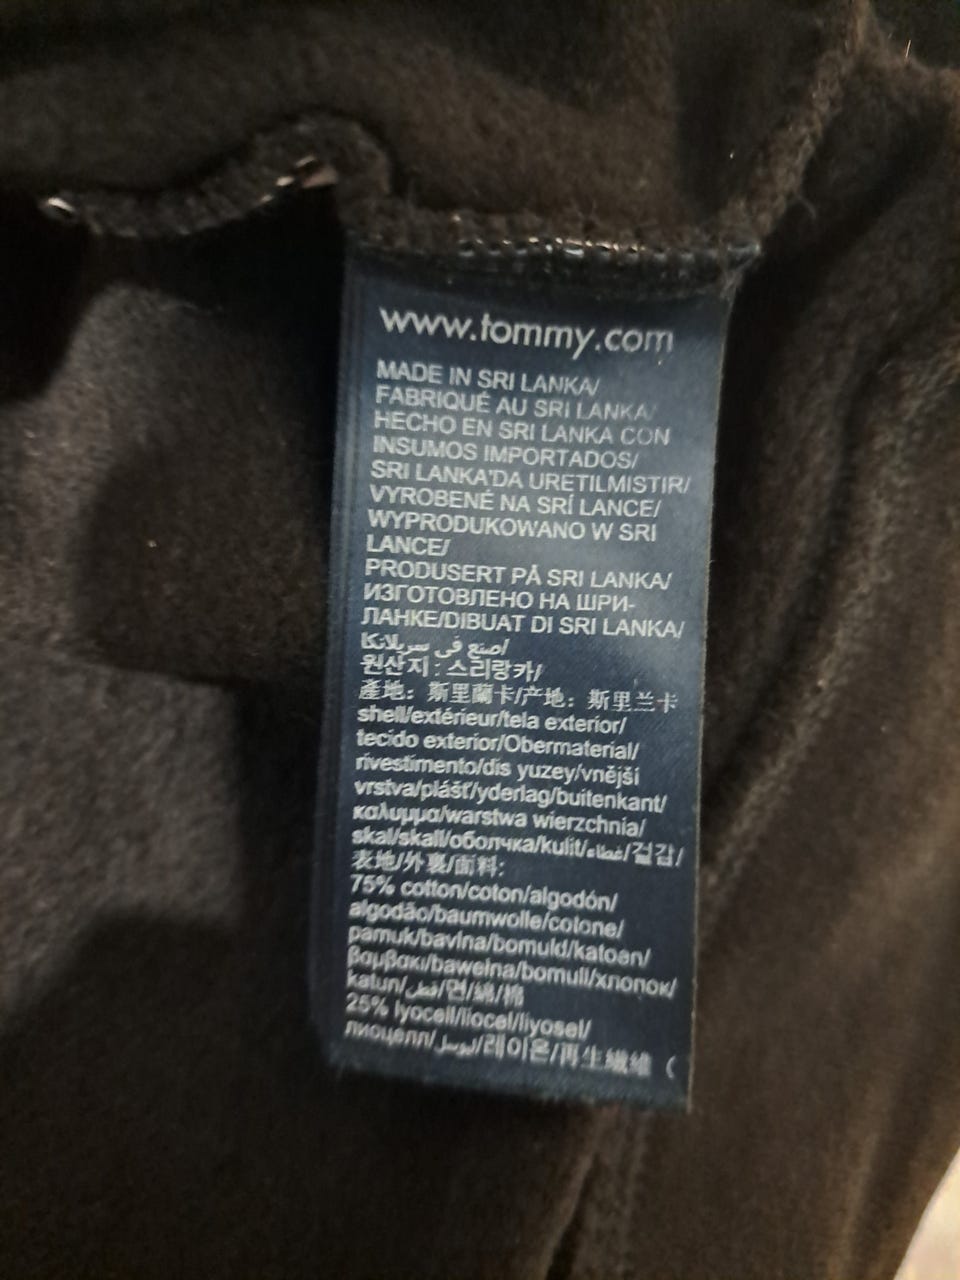 www.tommy.com
MADE IN SRI LANKA/
FABRIQUÉ AU SRI LANKA/
HECHO EN SRI LANKA CON
INSUMOS IMPORTADOS/
SRI LANKA'DA URETILMISTIR/
VYROBENÉ NA SRÍ LANCE/
WYPRODUKOWANO W SRI
LANCE/
PRODUSERT PÅ SRI LANKA/
ИЗГОТОВЛЕНО НА ШРИ-
ЛАНКЕ/DIBUAT DI SRI LANKA/
صنع في سريلانكا/
원산지 : 스리랑카/
產地：斯里蘭卡/产地：斯里兰卡
shell/extérieur/tela exterior/
tecido exterior/Obermaterial/
rivestimento/dis yuzey/vnější
vrstva/plášť/yderlag/buitenkant/
καλυμμα/warstwa wierzchnia/
skal/skall/оболчка/kulit/غطاء/겉감/
表地/外裏/面料:
75% cotton/coton/algodón/
algodão/baumwolle/cotone/
pamuk/bavlna/bomuld/katoen/
βαμβακι/bawełna/bomull/хлопок/
katun/قطن/면/綿/棉
25% lyocell/liocel/liyosel/
лиоцелл/ليوسل/레이온/再生纖維 (